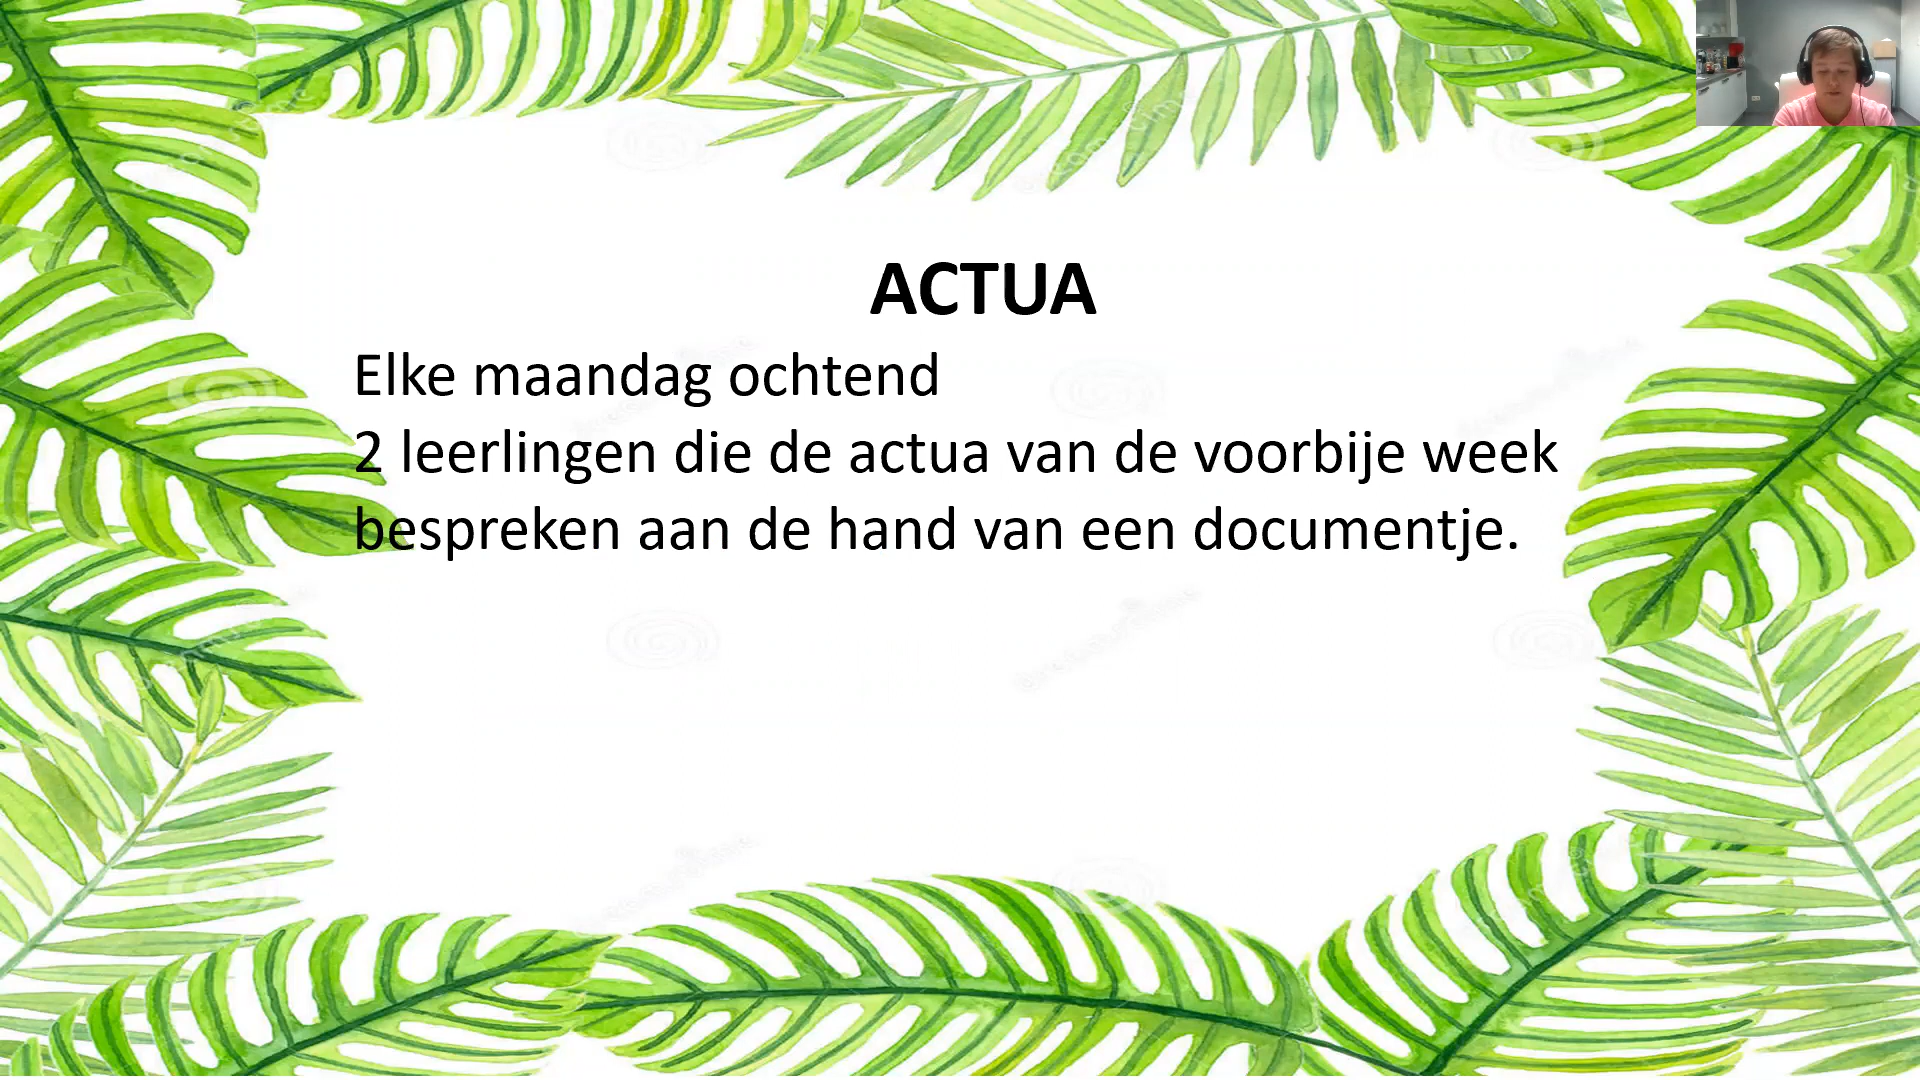 ACTUA
Elke maandag ochtend
2 leerlingen die de actua van de voorbije week
bespreken aan de hand van een documentje.